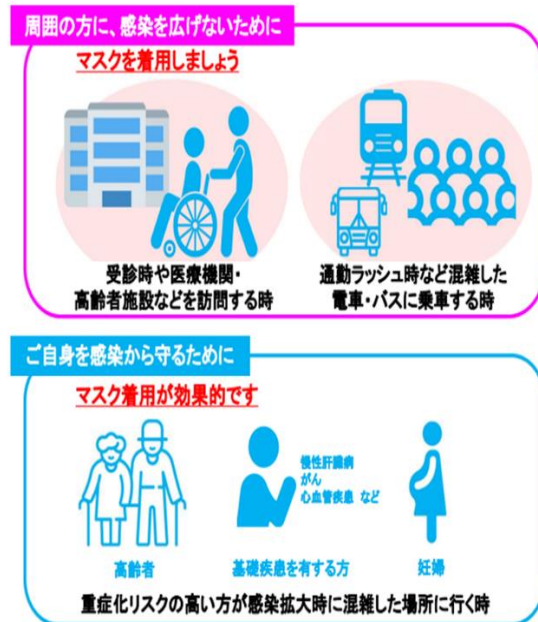 周囲の方に、感染を広げないために
マスクを着用しましょう
受診時や医療機関・
高齢者施設などを訪問する時
通勤ラッシュ時など混雑した
電車・バスに乗車する時
ご自身を感染から守るために
マスク着用が効果的です
慢性肝臓病
がん
心血管疾患 など
高齢者
基礎疾患を有する方
妊婦
重症化リスクの高い方が感染拡大時に混雑した場所に行く時